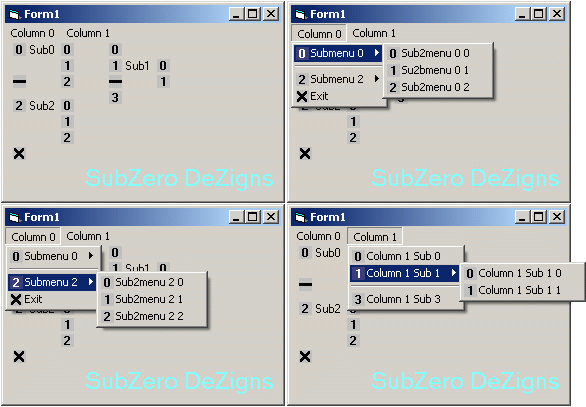 Form1
Column 0 Column 1
0 Sub0 0 0
1 1 Sub1 0
2 1
3
2 Sub2 0
1
2
SubZero DeZigns
Form1
Column 0 Column 1
0 Submenu 0
2 Submenu 2
Exit
0 Sub2menu 0 0
1 Su2bmenu 0 1
2 Sub2menu 0 2
1
2
SubZero DeZigns
Form1
Column 0 Column 1
0 Submenu 0
2 Submenu 2
Exit
0 Sub2menu 2 0
1 Sub2menu 2 1
2 Sub2menu 2 2
0
1 Sub1 0
1
2
SubZero DeZigns
Form1
Column 0 Column 1
0 Sub0
2 Sub2
0 Column 1 Sub 0
1 Column 1 Sub 1
3 Column 1 Sub 3
0 Column 1 Sub 1 0
1 Column 1 Sub 1 1
1
2
SubZero DeZigns